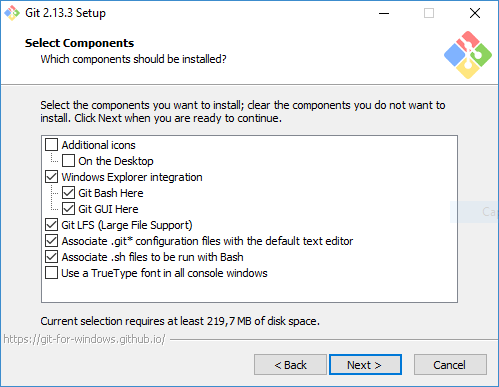 Git 2.13.3 Setup
Select Components
Which components should be installed?
Select the components you want to install; clear the components you do not want to
install. Click Next when you are ready to continue.
Additional icons
On the Desktop
Windows Explorer integration
Git Bash Here
Git GUI Here
Git LFS (Large File Support)
Associate .git* configuration files with the default text editor
Associate .sh files to be run with Bash
Use a TrueType font in all console windows
Current selection requires at least 219,7 MB of disk space.
https://git-for-windows.github.io/
< Back
Next >
Cancel